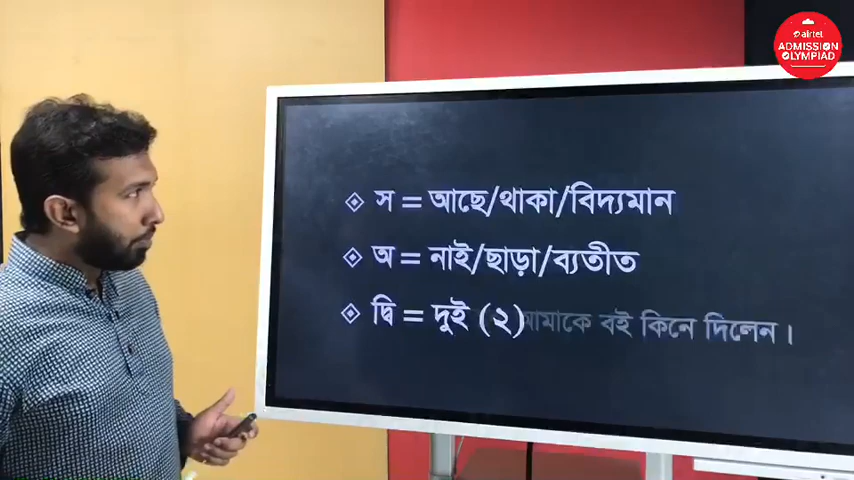 airtel
ADMISSION
OLYMPIAD
স = আছে/থাকা/বিদ্যমান
অ = নাই/ছাড়া/ব্যতীত
দ্বি = দুই (২) আমাকে বই কিনে দিলেন।